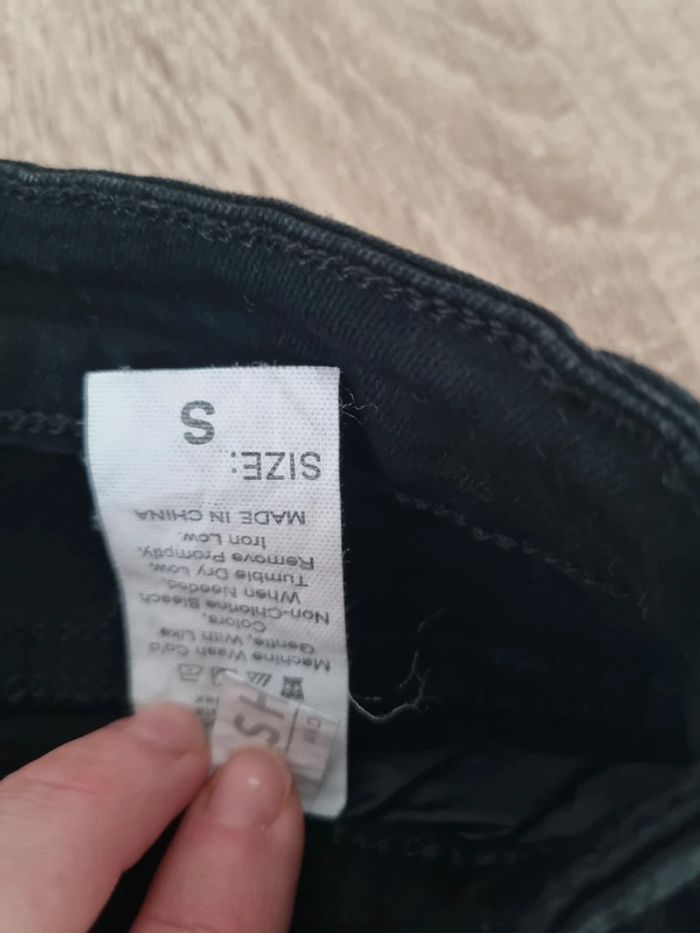 SH
Machine Wash Cold
Gentle, With Like
Colors,
Non-Chlorine Bleach
When Needed,
Tumble Dry Low,
Remove Promptly,
Iron Low.
MADE IN CHINA
SIZE:
S